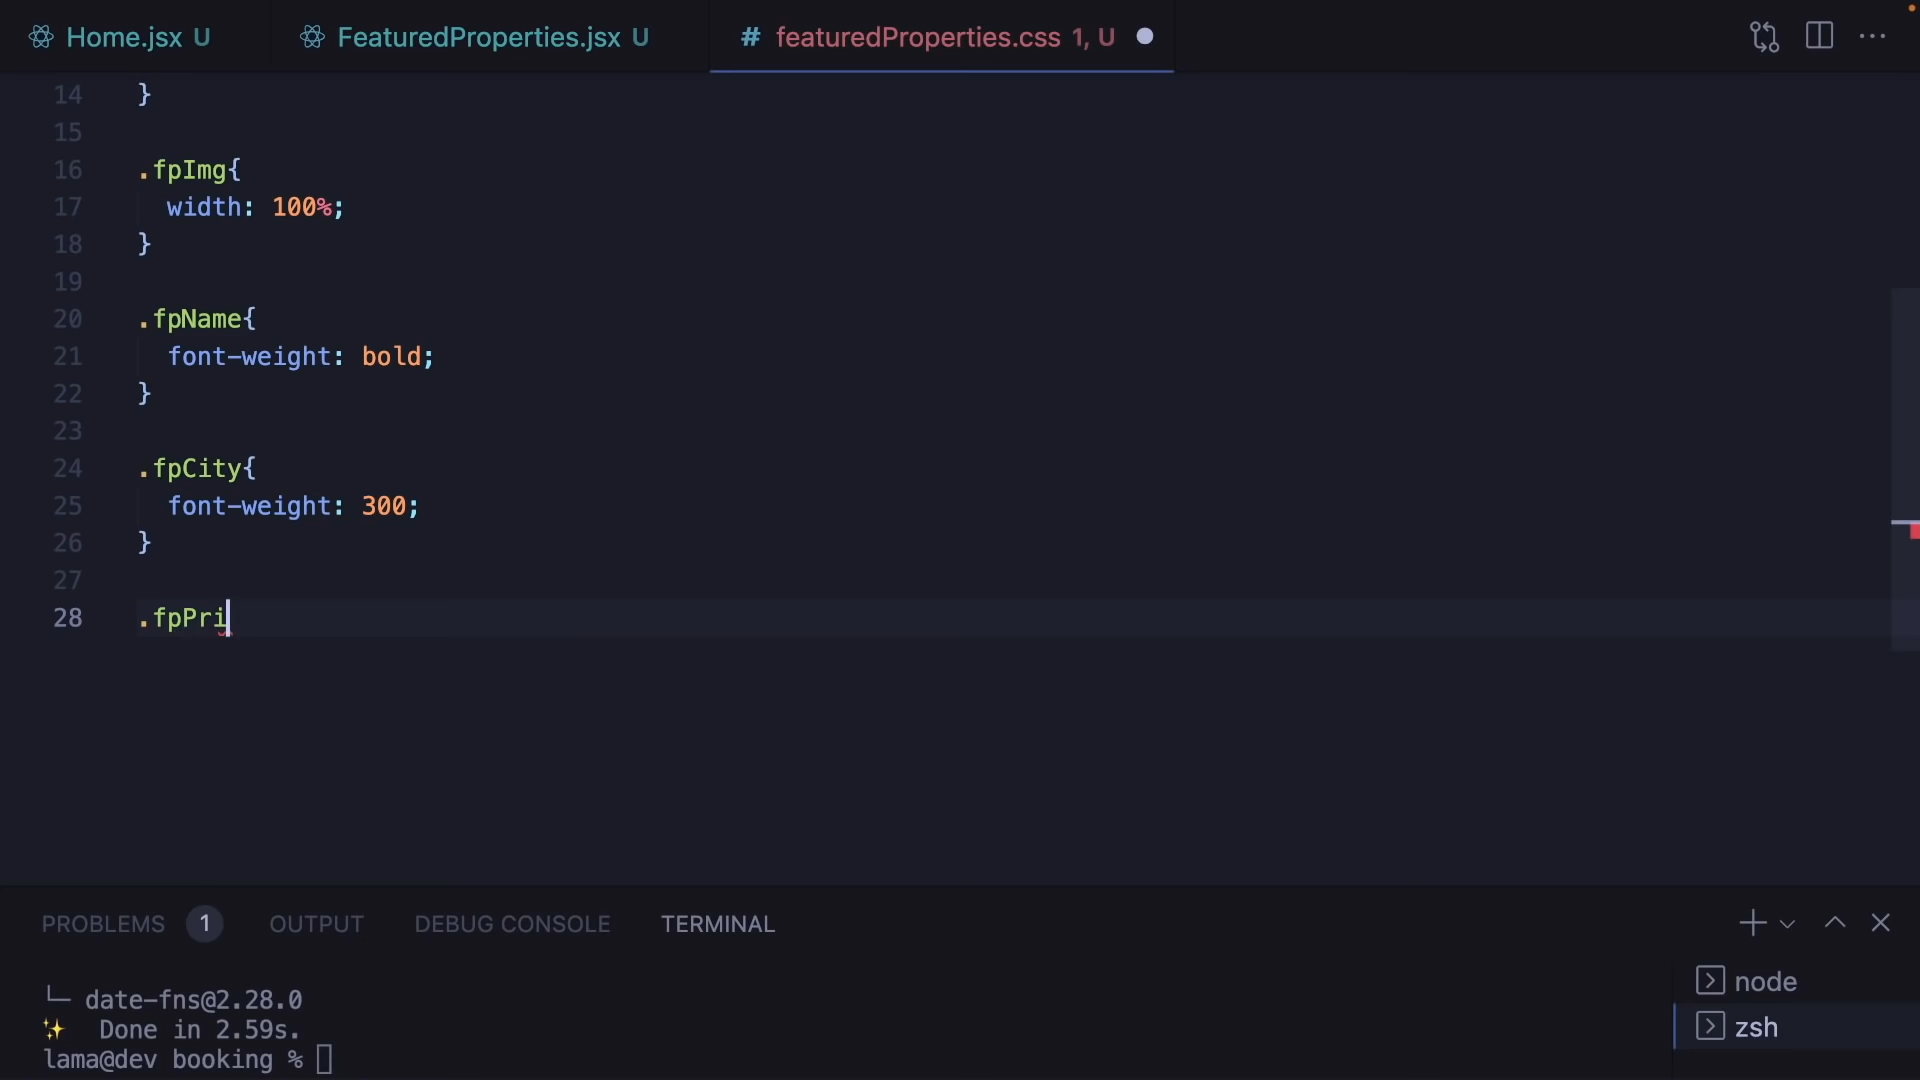 Home.jsx U
FeaturedProperties.jsx U
# featuredProperties.css 1, U
14 }
15
16 .fpImg{
17 width: 100%;
18 }
19
20 .fpName{
21 font-weight: bold;
22 }
23
24 .fpCity{
25 font-weight: 300;
26 }
27
28 .fpPri
PROBLEMS 1 OUTPUT DEBUG CONSOLE TERMINAL
└─ date-fns@2.28.0
✨ Done in 2.59s.
lama@dev booking %
node
zsh